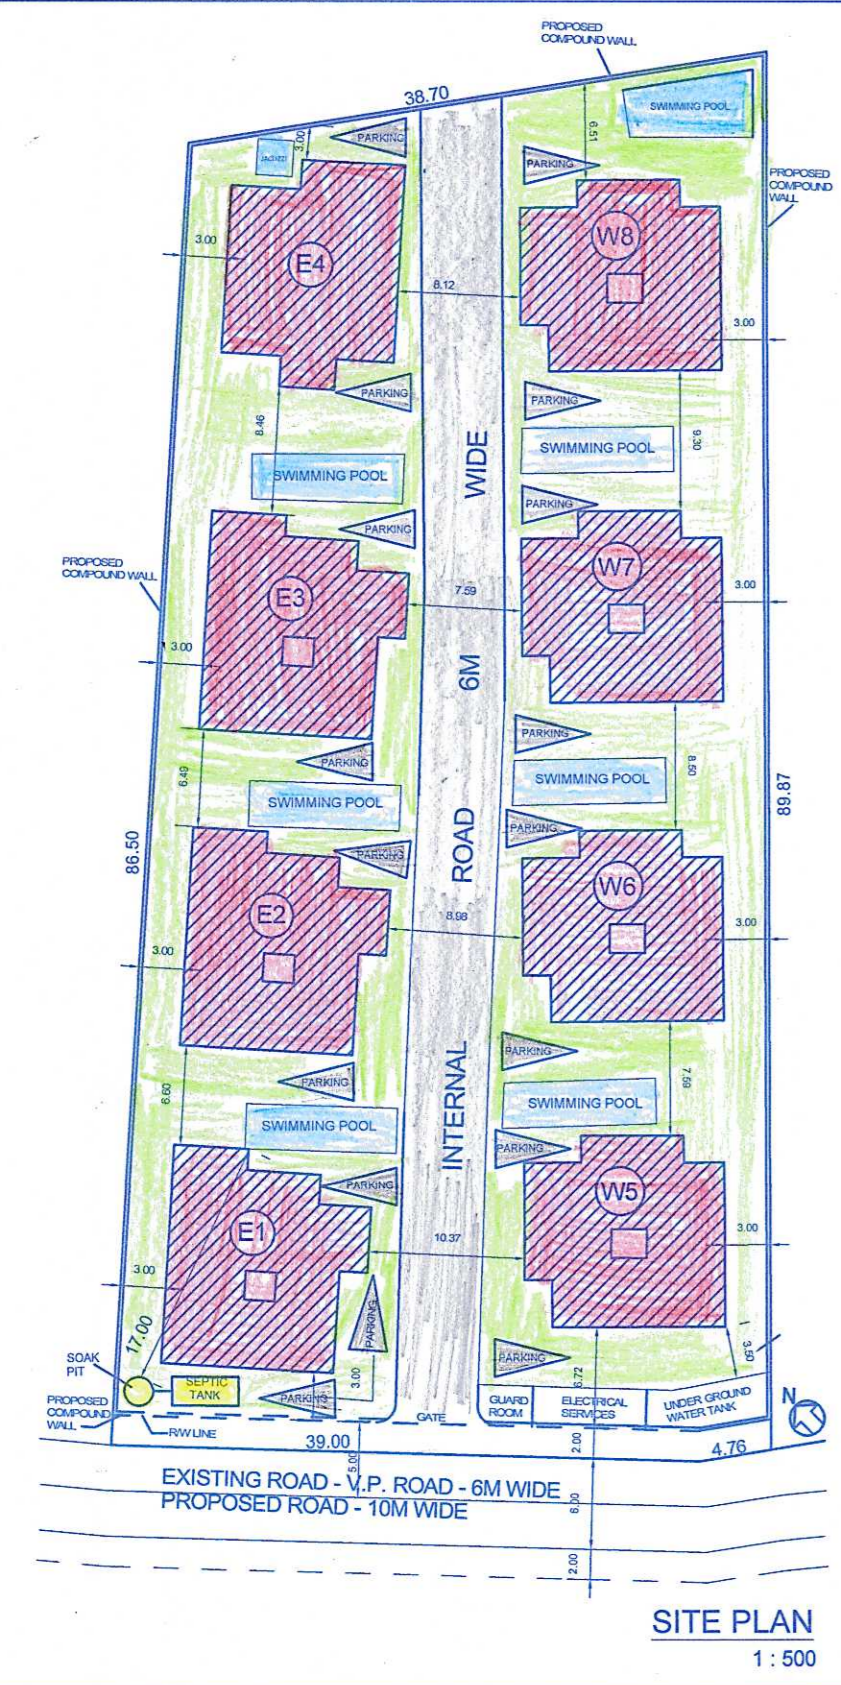 PROPOSED
COMPOUND WALL
38.70
SWIMMING POOL
6.51
PARKING
3.00
JACUZZI
PARKING
PROPOSED
COMPOUND
WALL
W8
3.00
E4
8.12
3.00
PARKING
PARKING
8.46
WIDE
9.30
SWIMMING POOL
SWIMMING POOL
PARKING
PARKING
PROPOSED
COMPOUND WALL
W7
E3
7.59
3.00
3.00
6M
PARKING
PARKING
6.49
8.50
SWIMMING POOL
SWIMMING POOL
89.87
PARKING
ROAD
PARKING
86.50
W6
E2
8.98
3.00
3.00
PARKING
PARKING
6.60
7.59
SWIMMING POOL
SWIMMING POOL
INTERNAL
PARKING
PARKING
W5
E1
10.37
3.00
3.00
17.00
PARKING
3.50
PARKING
SOAK
PIT
SEPTIC
TANK
3.00
6.72
PARKING
PROPOSED
COMPOUND
WALL
R/W LINE
GUARD
ROOM
ELECTRICAL
SERVICES
UNDER GROUND
WATER TANK
N
GATE
39.00
2.00
4.76
5.00
EXISTING ROAD - V.P. ROAD - 6M WIDE
PROPOSED ROAD - 10M WIDE
6.00
2.00
SITE PLAN
1 : 500